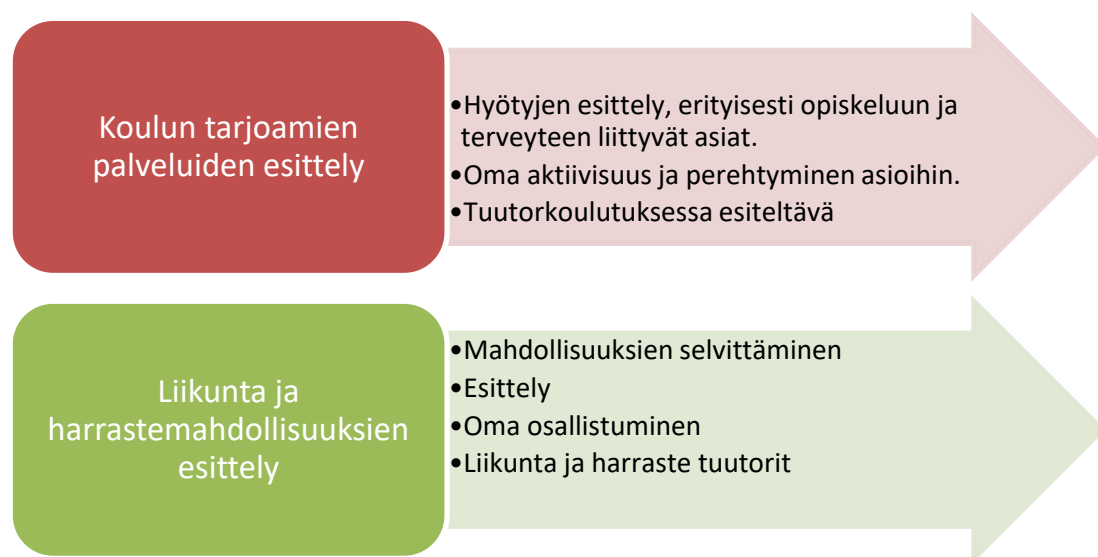 Koulun tarjoamien
palveluiden esittely
•Hyötyjen esittely, erityisesti opiskeluun ja
terveyteen liittyvät asiat.
•Oma aktiivisuus ja perehtyminen asioihin.
•Tuutorkoulutuksessa esiteltävä
Liikunta ja
harrastemahdollisuuksien
esittely
•Mahdollisuuksien selvittäminen
•Esittely
•Oma osallistuminen
•Liikunta ja harraste tuutorit